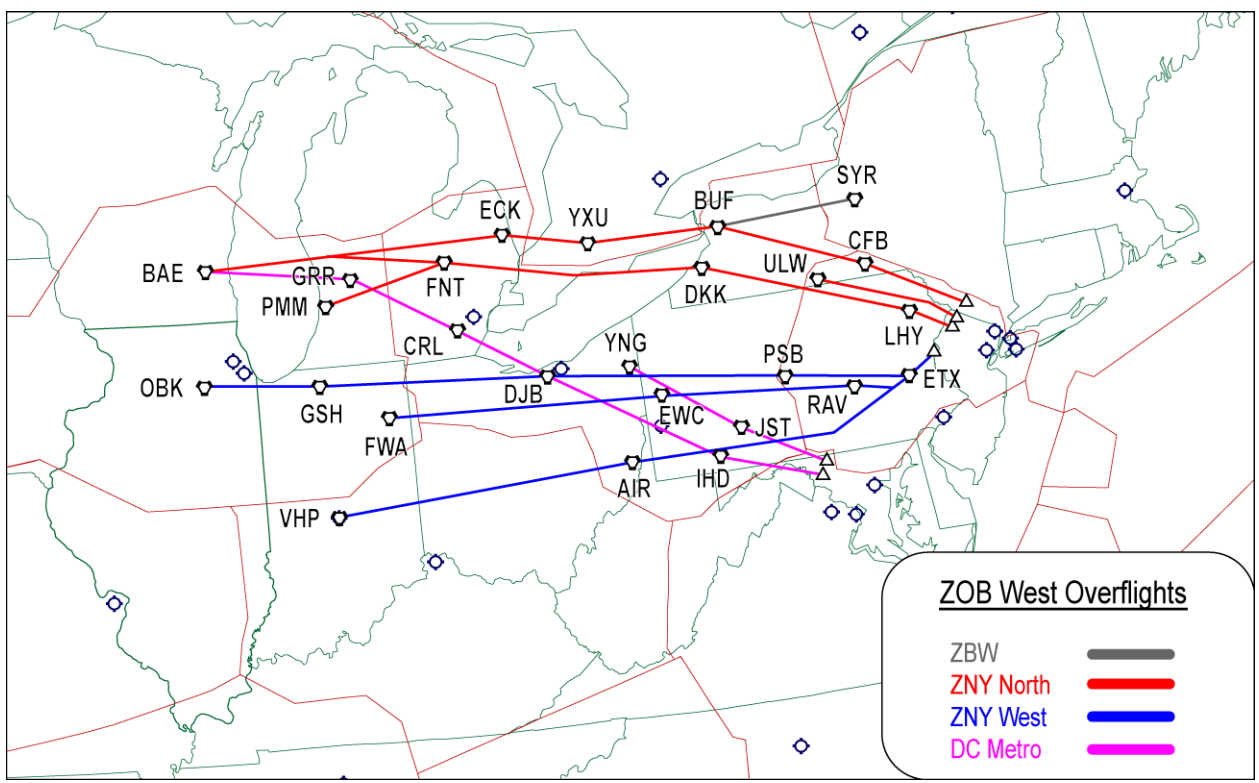 SYR
BUF
ECK
YXU
CFB
BAE
GRR
FNT
DKK
ULW
PMM
LHY
CRL
YNG
PSB
ETX
OBK
GSH
DJB
EWC
RAV
FWA
JST
AIR
IHD
VHP
ZOB West Overflights
ZBW
ZNY North
ZNY West
DC Metro